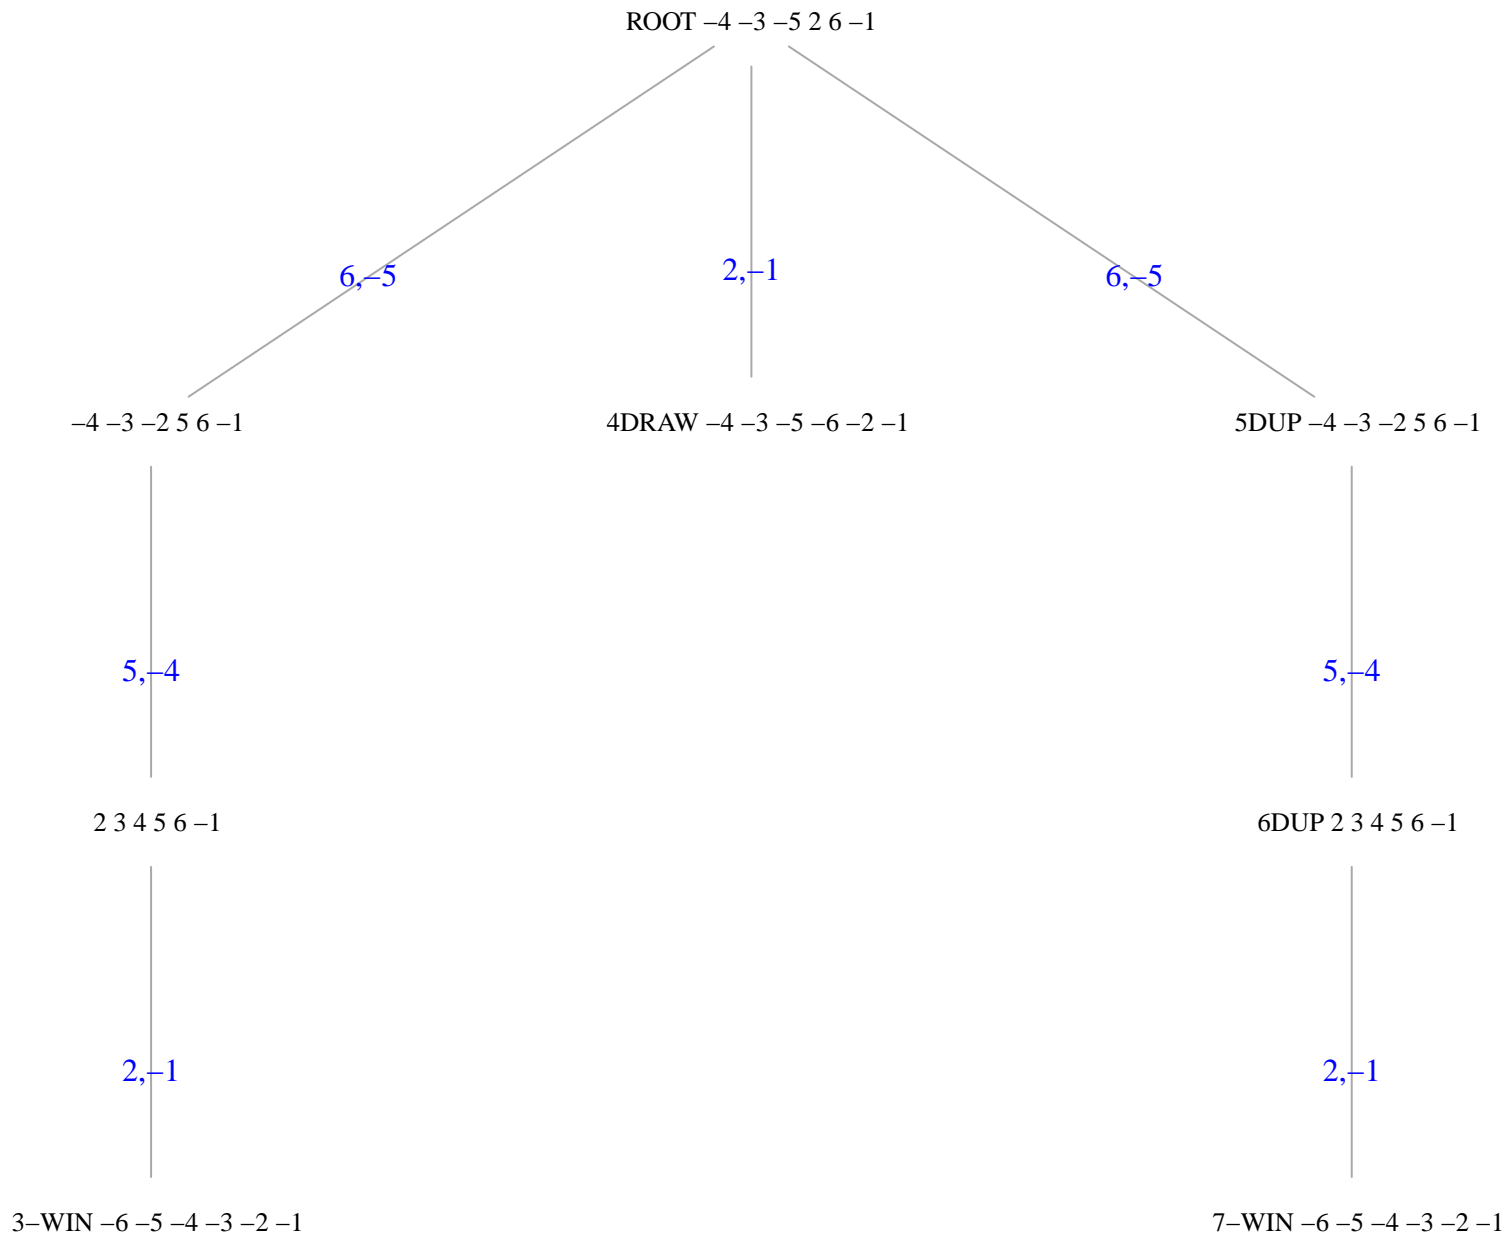 ROOT –4 –3 –5 2 6 –1
6,–5
2,–1
6,–5
–4 –3 –2 5 6 –1
4DRAW –4 –3 –5 –6 –2 –1
5DUP –4 –3 –2 5 6 –1
5,–4
5,–4
2 3 4 5 6 –1
6DUP 2 3 4 5 6 –1
2,–1
2,–1
3–WIN –6 –5 –4 –3 –2 –1
7–WIN –6 –5 –4 –3 –2 –1